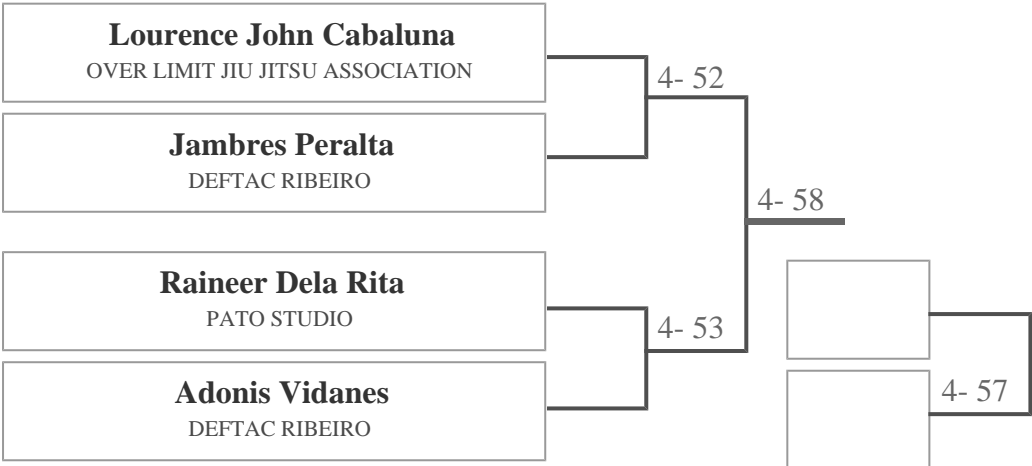 Lourence John Cabaluna
OVER LIMIT JIU JITSU ASSOCIATION
4- 52
Jambres Peralta
DEFTAC RIBEIRO
4- 58
Raineer Dela Rita
PATO STUDIO
4- 53
Adonis Vidanes
DEFTAC RIBEIRO
4- 57